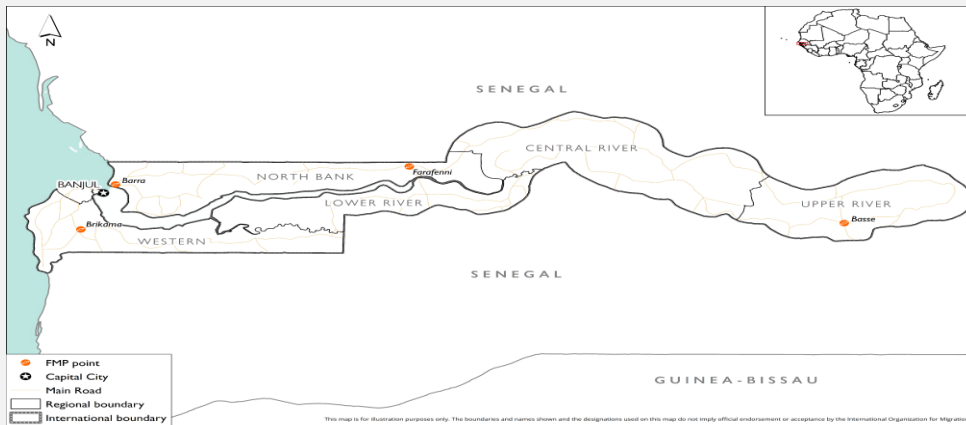 N
SENEGAL
CENTRAL RIVER
Farafenni
NORTH BANK
BANJUL
Barra
LOWER RIVER
UPPER RIVER
Basse
Brikama
WESTERN
SENEGAL
FMP point
Capital City
Main Road
Regional boundary
International boundary
GUINEA-BISSAU
This map is for illustration purposes only. The boundaries and names shown and the designations used on this map do not imply official endorsement or acceptance by the International Organization for